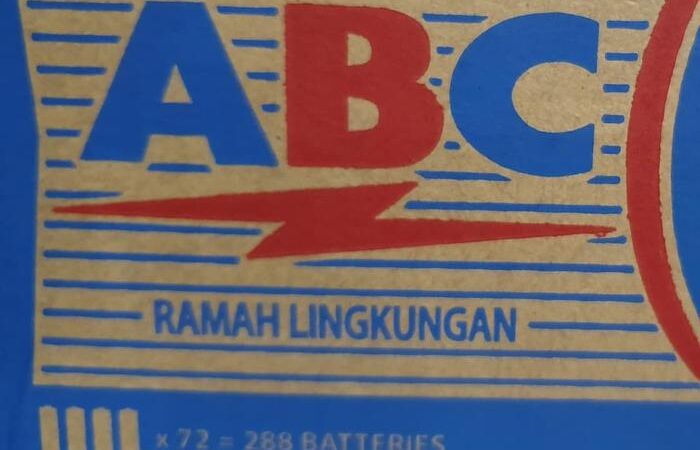 ABC
RAMAH LINGKUNGAN
x 72 = 288 BATTERIES